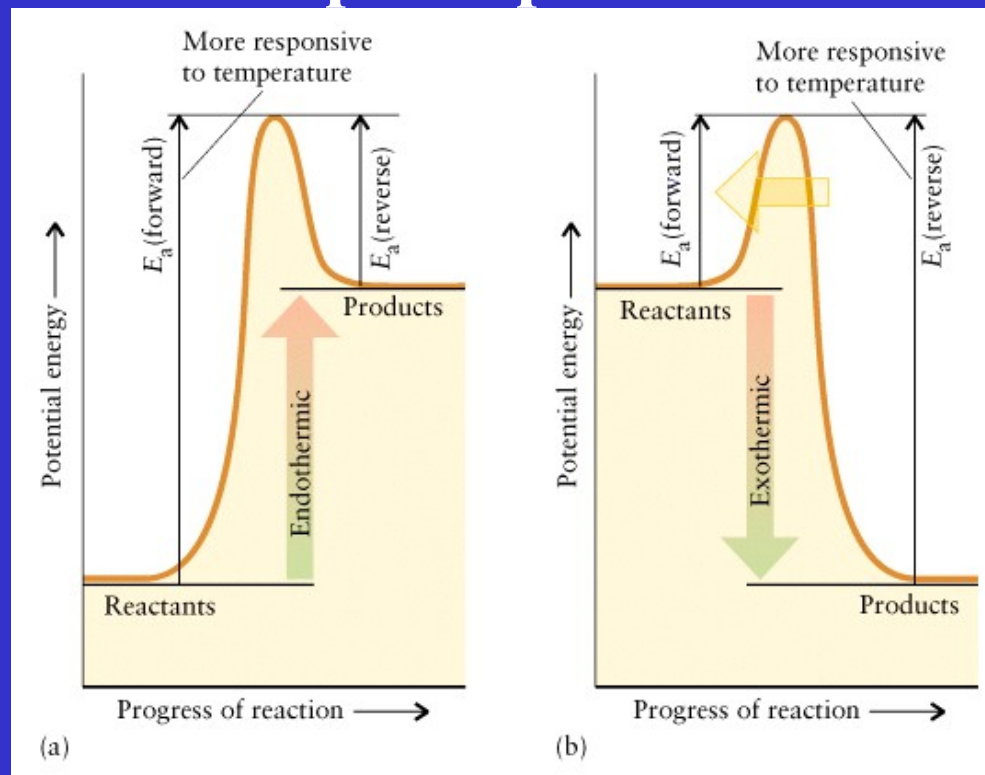 More responsive
to temperature
Eₐ(forward)
Eₐ(reverse)
Potential energy
Products
Endothermic
Reactants
Progress of reaction
(a)
More responsive
to temperature
Eₐ(forward)
Eₐ(reverse)
Potential energy
Reactants
Exothermic
Products
Progress of reaction
(b)